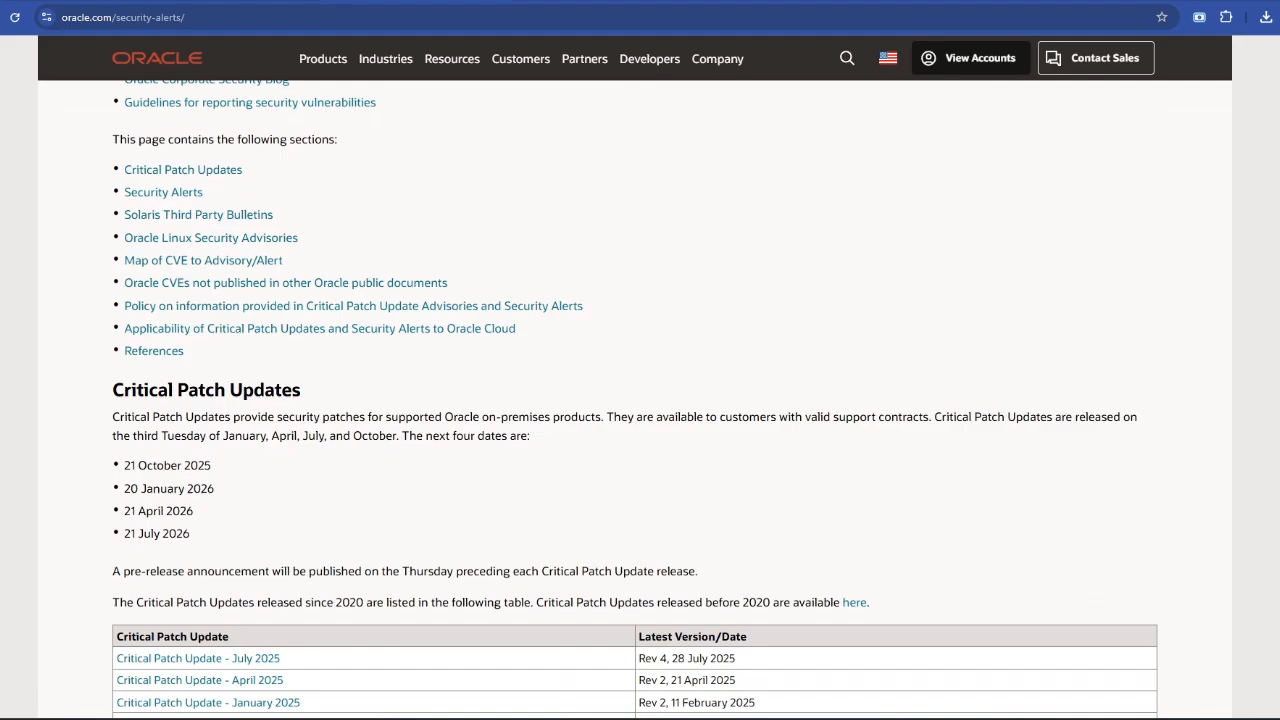 oracle.com/security-alerts/
ORACLE
Products Industries Resources Customers Partners Developers Company
View Accounts
Contact Sales
Oracle Corporate Security Blog
• Guidelines for reporting security vulnerabilities
This page contains the following sections:
• Critical Patch Updates
• Security Alerts
• Solaris Third Party Bulletins
• Oracle Linux Security Advisories
• Map of CVE to Advisory/Alert
• Oracle CVEs not published in other Oracle public documents
• Policy on information provided in Critical Patch Update Advisories and Security Alerts
• Applicability of Critical Patch Updates and Security Alerts to Oracle Cloud
• References
Critical Patch Updates
Critical Patch Updates provide security patches for supported Oracle on-premises products. They are available to customers with valid support contracts. Critical Patch Updates are released on
the third Tuesday of January, April, July, and October. The next four dates are:
• 21 October 2025
• 20 January 2026
• 21 April 2026
• 21 July 2026
A pre-release announcement will be published on the Thursday preceding each Critical Patch Update release.
The Critical Patch Updates released since 2020 are listed in the following table. Critical Patch Updates released before 2020 are available here.
Critical Patch Update Latest Version/Date
Critical Patch Update - July 2025 Rev 4, 28 July 2025
Critical Patch Update - April 2025 Rev 2, 21 April 2025
Critical Patch Update - January 2025 Rev 2, 11 February 2025